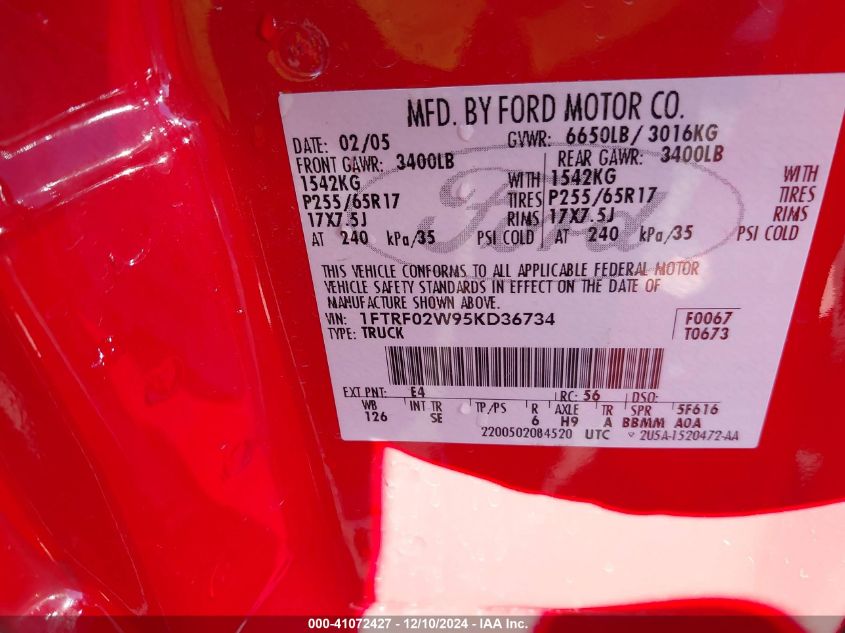 MFD. BY FORD MOTOR CO.
DATE: 02/05 GVWR: 6650LB/ 3016KG
FRONT GAWR: 3400LB REAR GAWR: 3400LB
1542KG WITH 1542KG WITH
P255/65R17 TIRES P255/65R17 TIRES
17X7.5J RIMS 17X7.5J RIMS
AT 240 kPa/35 PSI COLD AT 240 kPa/35 PSI COLD
Ford
THIS VEHICLE CONFORMS TO ALL APPLICABLE FEDERAL MOTOR
VEHICLE SAFETY STANDARDS IN EFFECT ON THE DATE OF
MANUFACTURE SHOWN ABOVE.
VIN: 1FTRF02W95KD36734 F0067
TYPE: TRUCK T0673
EXT PNT: E4 RC: 56 DSO:
WB INT TR TP/PS R AXLE TR SPR 5F616
126 SE 6 H9 A BBMM AOA
2200502084520 UTC 2U5A-1520472-AA
000-41072427 - 12/10/2024 - IAA Inc.